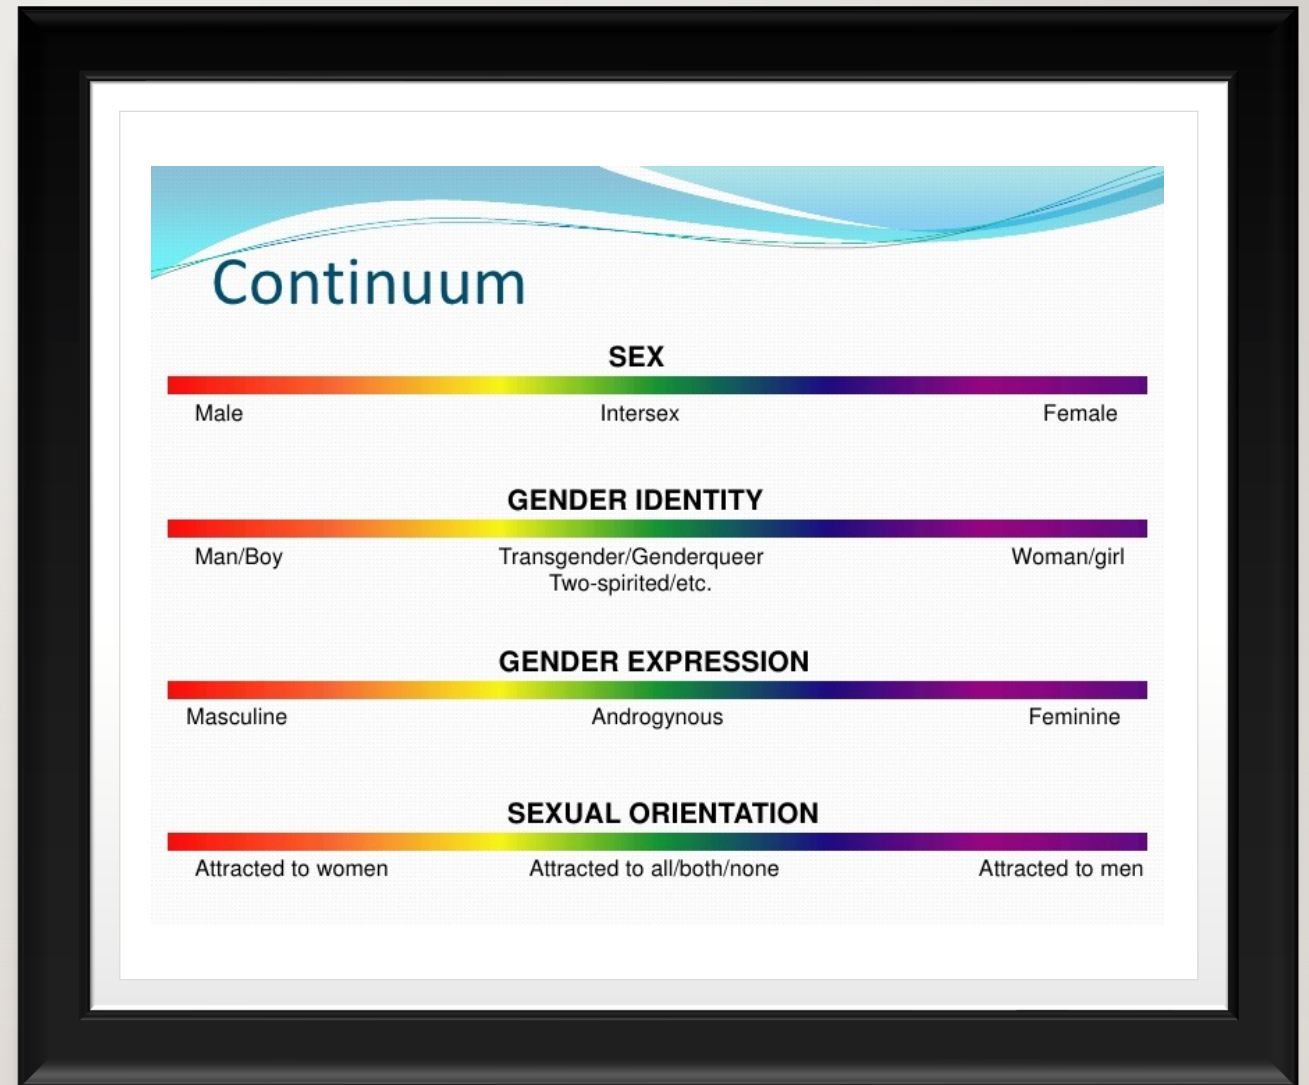 Continuum
SEX
Male Intersex Female
GENDER IDENTITY
Man/Boy Transgender/Genderqueer Woman/girl
Two-spirited/etc.
GENDER EXPRESSION
Masculine Androgynous Feminine
SEXUAL ORIENTATION
Attracted to women Attracted to all/both/none Attracted to men